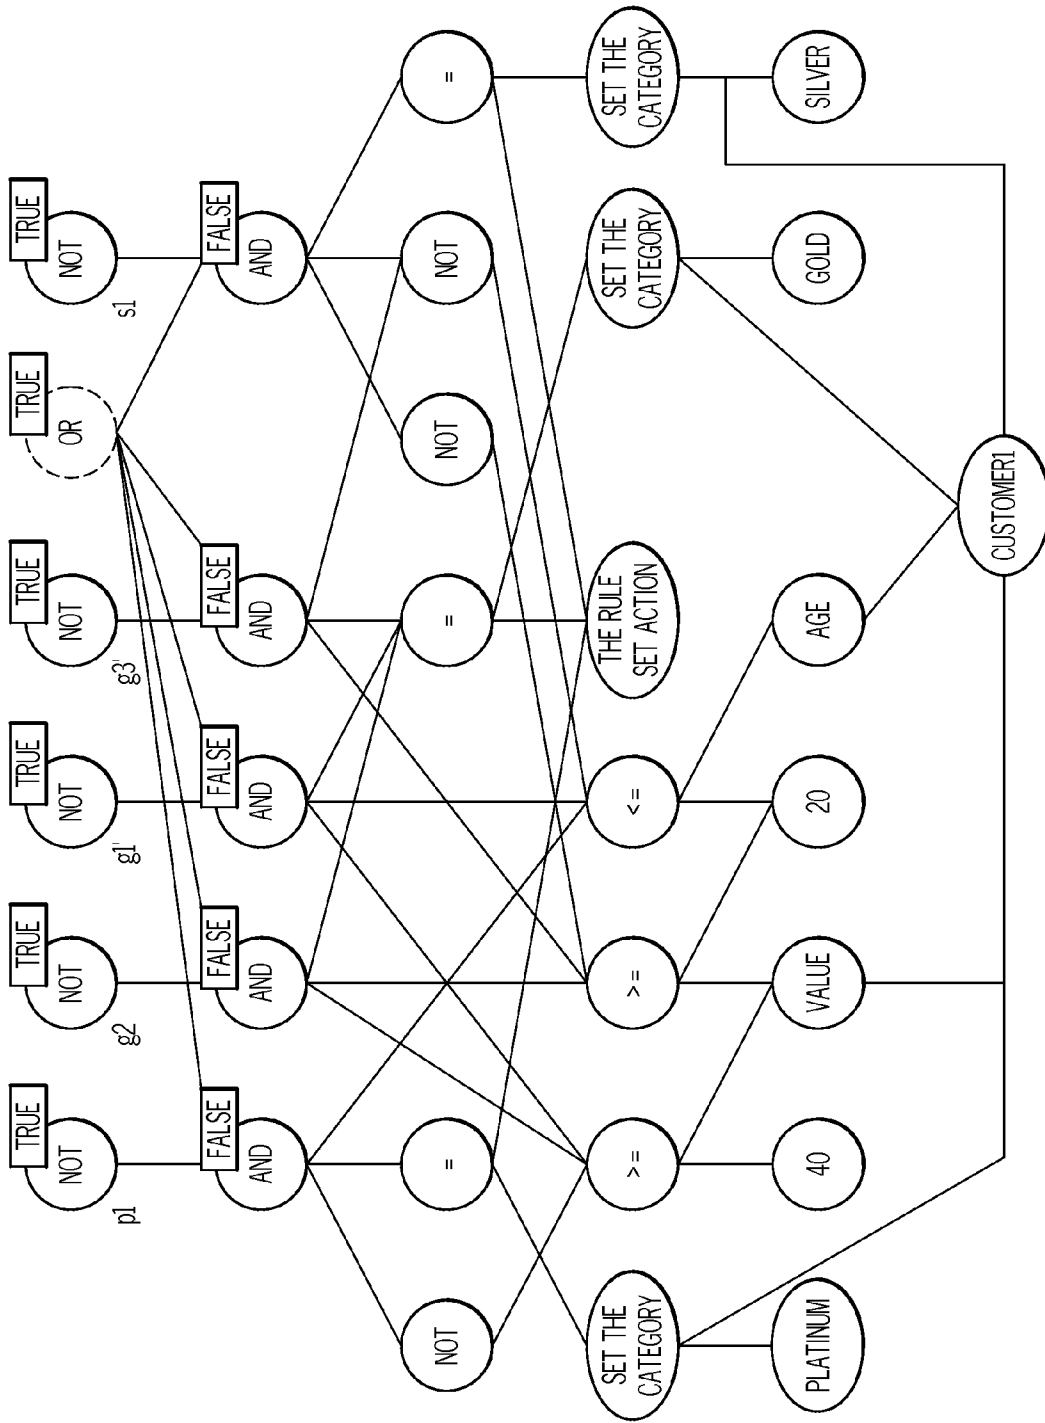 TRUE
TRUE
TRUE
TRUE
TRUE
TRUE
NOT
NOT
NOT
NOT
OR
NOT
p1
g2
g1'
g3'
s1
FALSE
FALSE
FALSE
FALSE
FALSE
AND
AND
AND
AND
AND
NOT
=
=
NOT
NOT
=
SET THE
CATEGORY
>=
>=
<=
THE RULE
SET ACTION
SET THE
CATEGORY
SET THE
CATEGORY
PLATINUM
40
VALUE
20
AGE
GOLD
SILVER
CUSTOMER1